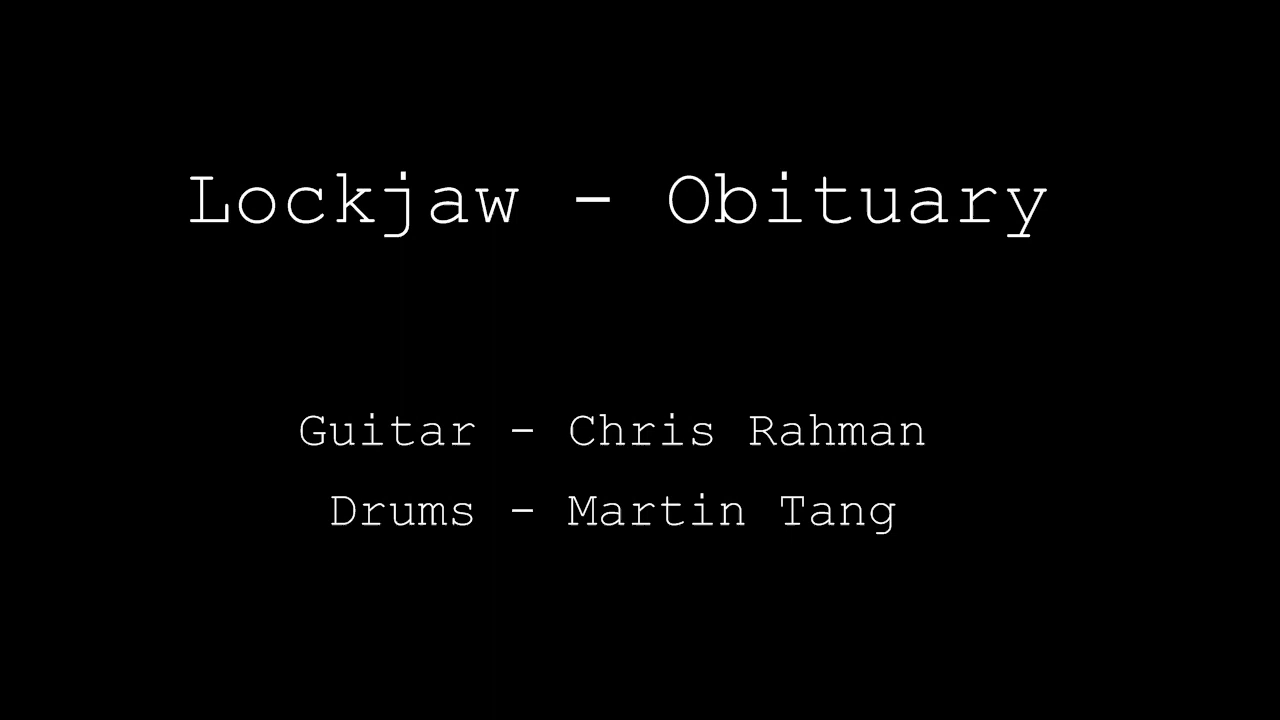 Lockjaw - Obituary
Guitar - Chris Rahman
Drums - Martin Tang